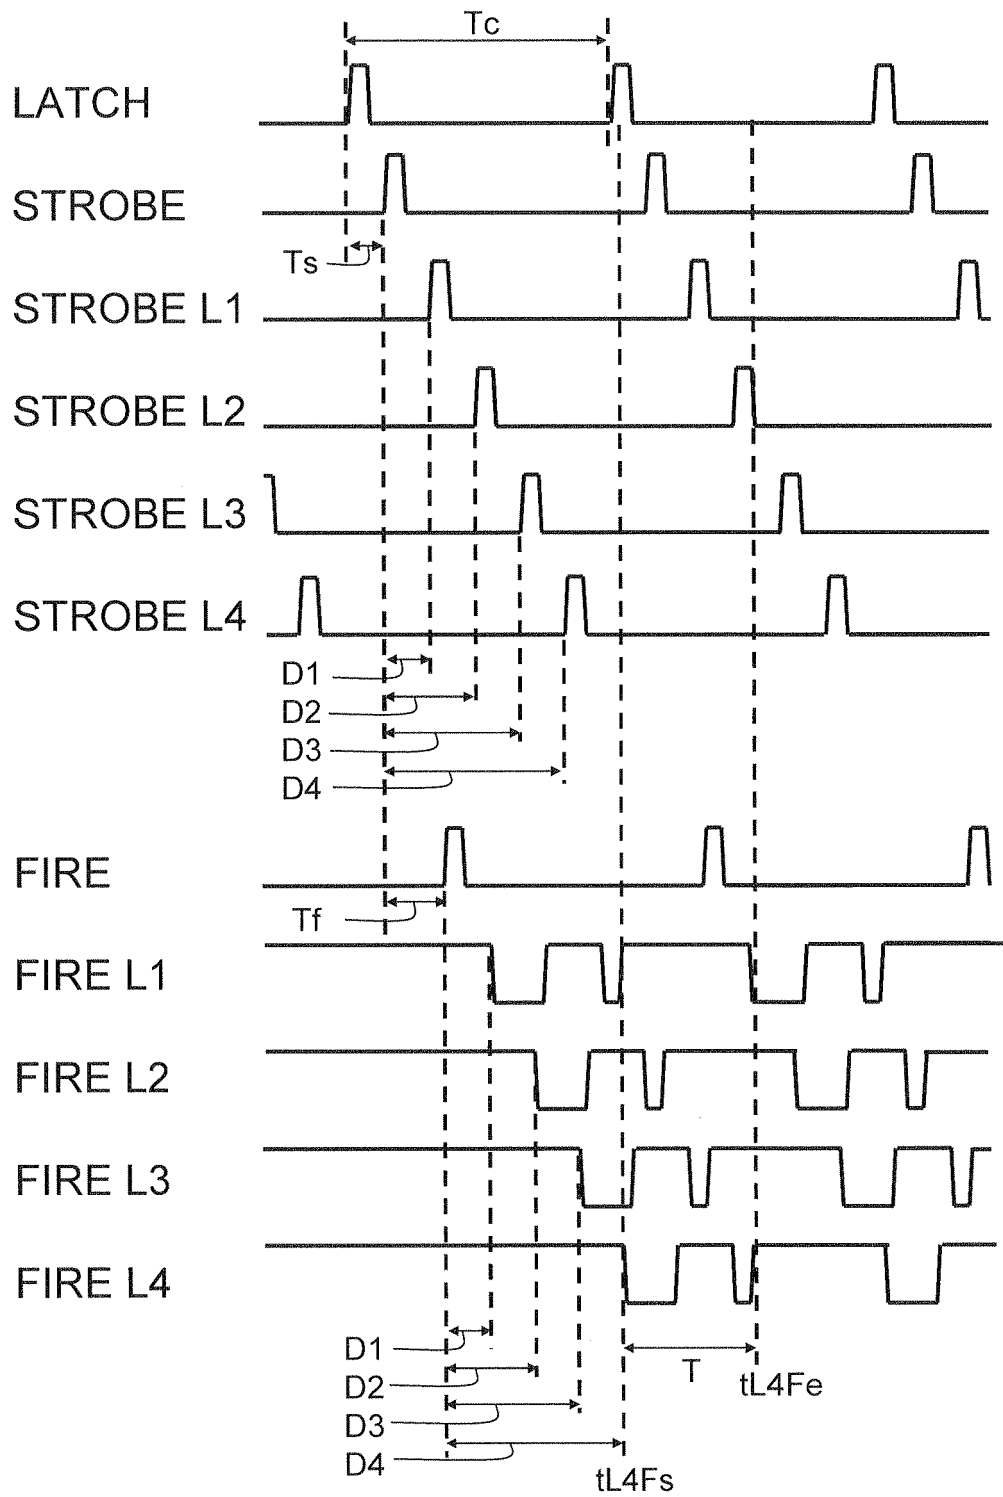 Tc
LATCH
STROBE
Ts
STROBE L1
STROBE L2
STROBE L3
STROBE L4
D1
D2
D3
D4
FIRE
Tf
FIRE L1
FIRE L2
FIRE L3
FIRE L4
D1
T
tL4Fe
D2
D3
D4
tL4Fs